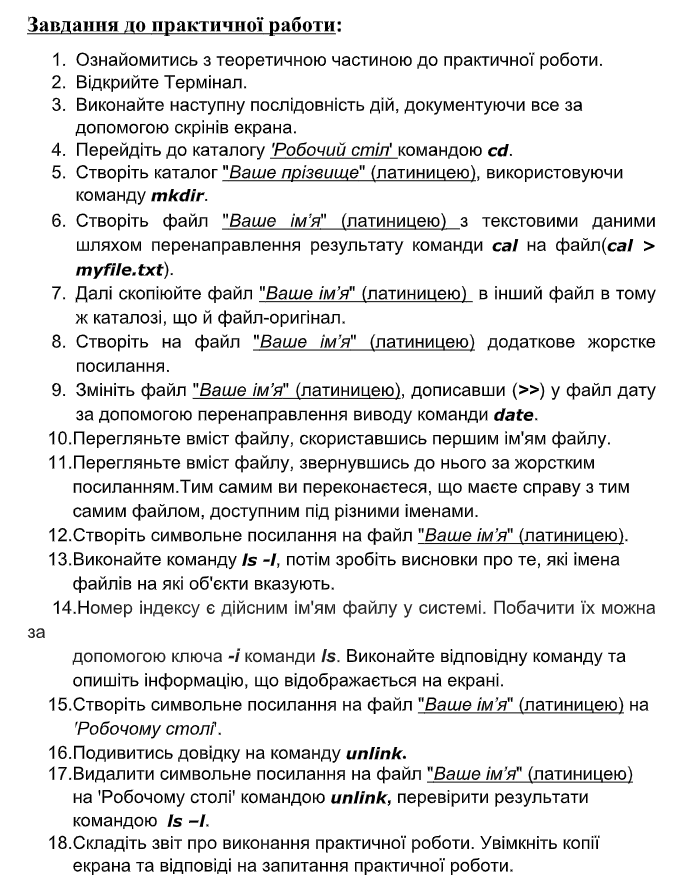 Завдання до практичної работи:
1. Ознайомитись з теоретичною частиною до практичної роботи.
2. Відкрийте Термінал.
3. Виконайте наступну послідовність дій, документуючи все за
допомогою скрінів екрана.
4. Перейдіть до каталогу 'Робочий стіл' командою cd.
5. Створіть каталог "Ваше прізвище" (латиницею), використовуючи
команду mkdir.
6. Створіть файл "Ваше ім’я" (латиницею) з текстовими даними
шляхом перенаправлення результату команди cal на файл(cal >
myfile.txt).
7. Далі скопіюйте файл "Ваше ім’я" (латиницею) в інший файл в тому
ж каталозі, що й файл-оригінал.
8. Створіть на файл "Ваше ім’я" (латиницею) додаткове жорстке
посилання.
9. Змініть файл "Ваше ім’я" (латиницею), дописавши (>>) у файл дату
за допомогою перенаправлення виводу команди date.
10.Перегляньте вміст файлу, скориставшись першим ім'ям файлу.
11.Перегляньте вміст файлу, звернувшись до нього за жорстким
посиланням.Тим самим ви переконаєтеся, що маєте справу з тим
самим файлом, доступним під різними іменами.
12.Створіть символьне посилання на файл "Ваше ім’я" (латиницею).
13.Виконайте команду ls -l, потім зробіть висновки про те, які імена
файлів на які об'єкти вказують.
14.Номер індексу є дійсним ім'ям файлу у системі. Побачити їх можна
за
допомогою ключа -i команди ls. Виконайте відповідну команду та
опишіть інформацію, що відображається на екрані.
15.Створіть символьне посилання на файл "Ваше ім’я" (латиницею) на
'Робочому столі'.
16.Подивитись довідку на команду unlink.
17.Видалити символьне посилання на файл "Ваше ім’я" (латиницею)
на 'Робочому столі' командою unlink, перевірити результати
командою ls –l.
18.Складіть звіт про виконання практичної роботи. Увімкніть копії
екрана та відповіді на запитання практичної роботи.